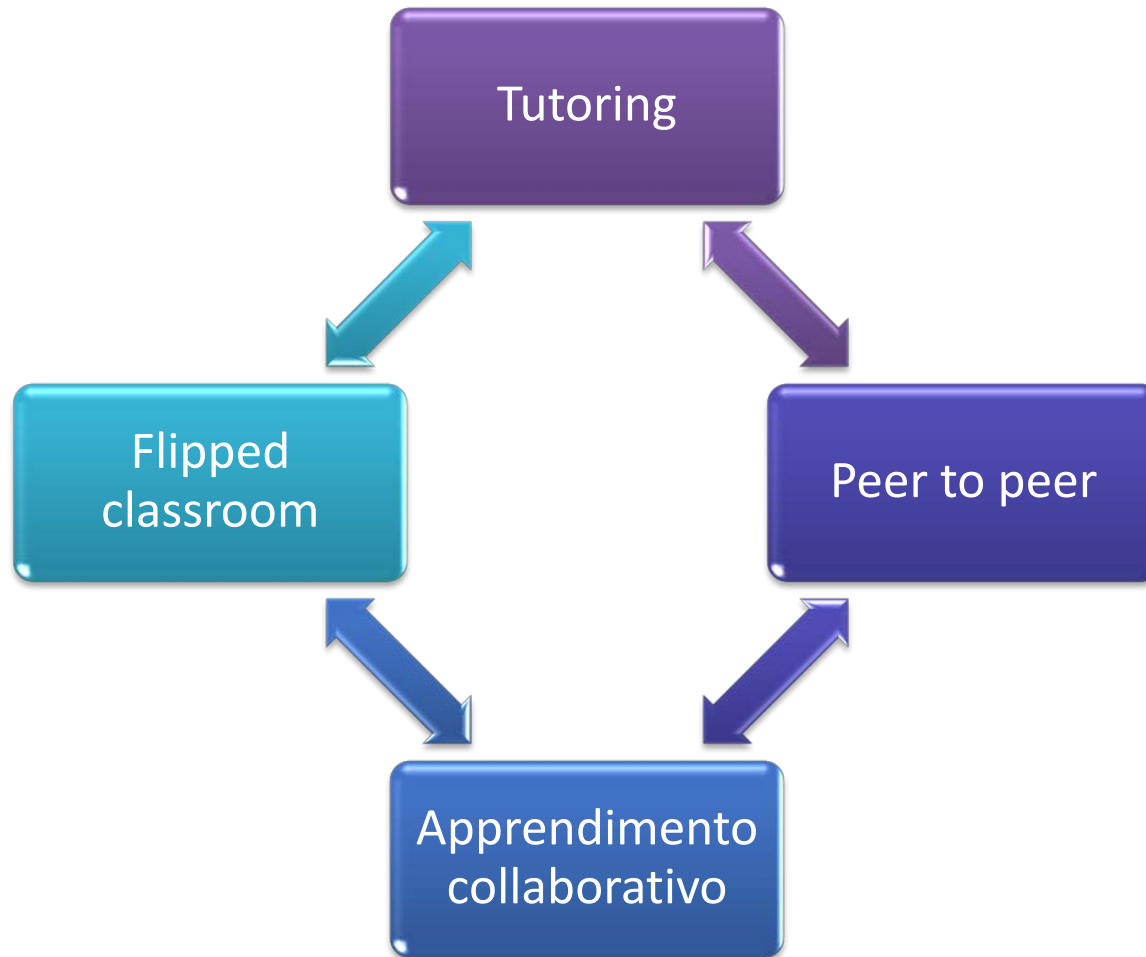 Tutoring
Flipped
classroom
Peer to peer
Apprendimento
collaborativo